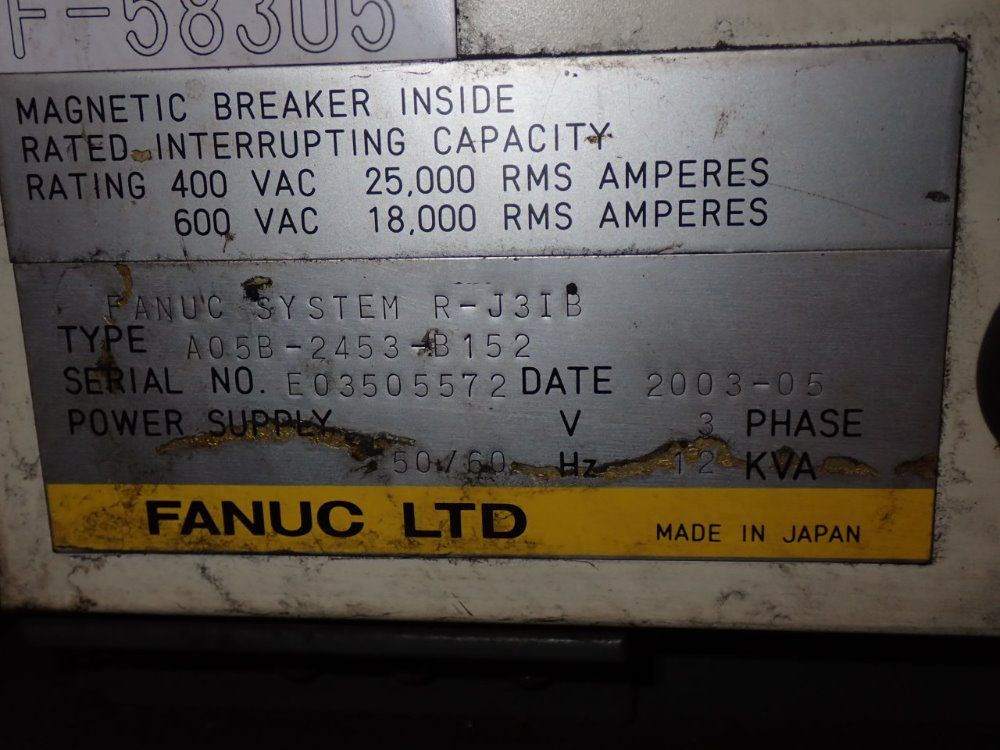 F-58305
MAGNETIC BREAKER INSIDE
RATED INTERRUPTING CAPACITY
RATING 400 VAC 25,000 RMS AMPERES
600 VAC 18,000 RMS AMPERES
FANUC SYSTEM R-J3IB
TYPE A05B-2453-B152
SERIAL NO. E03505572 DATE 2003-05
POWER SUPPLY V 3 PHASE
50/60 Hz 12 KVA
FANUC LTD MADE IN JAPAN